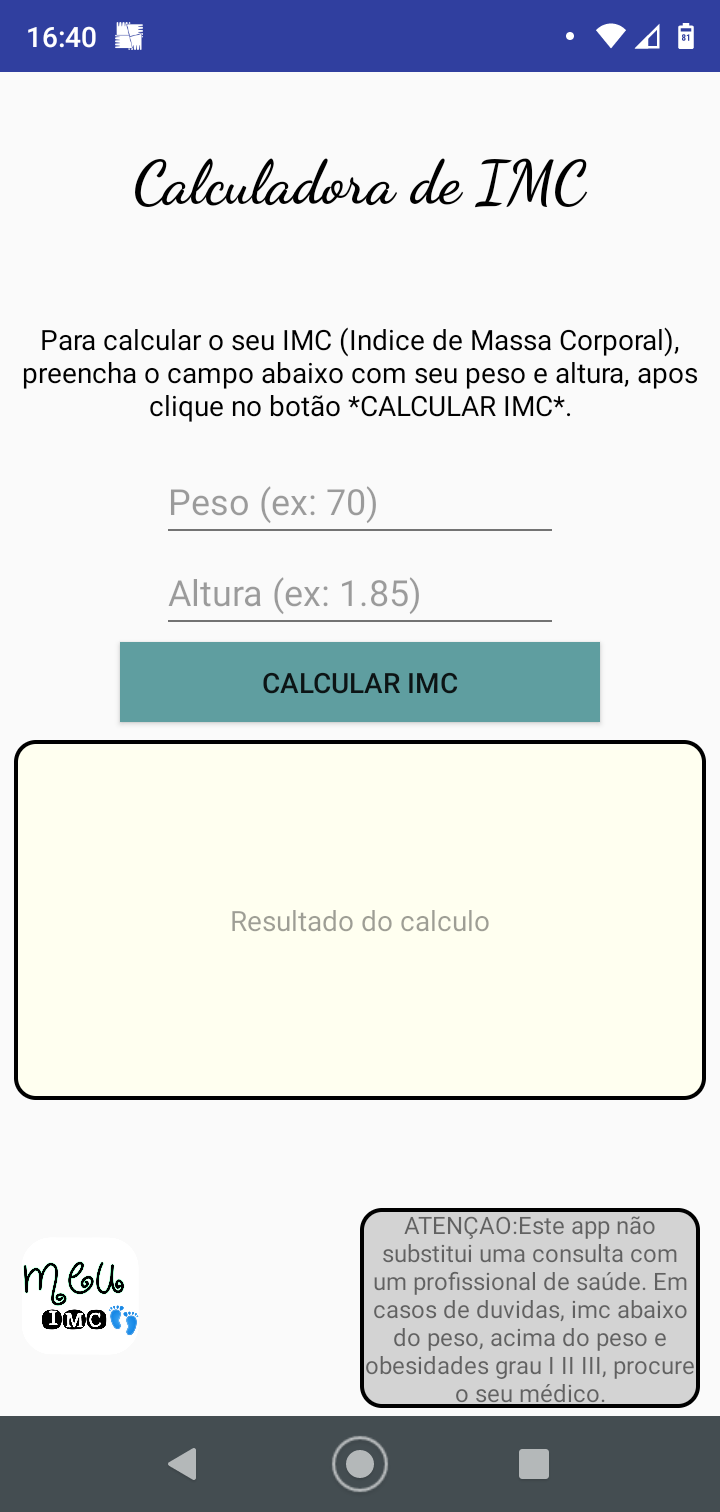 16:40
81
Calculadora de IMC
Para calcular o seu IMC (Indice de Massa Corporal),
preencha o campo abaixo com seu peso e altura, apos
clique no botão *CALCULAR IMC*.
Peso (ex: 70)
Altura (ex: 1.85)
CALCULAR IMC
Resultado do calculo
meu
IMC
ATENÇAO:Este app não
substitui uma consulta com
um profissional de saúde. Em
casos de duvidas, imc abaixo
do peso, acima do peso e
obesidades grau I II III, procure
o seu médico.